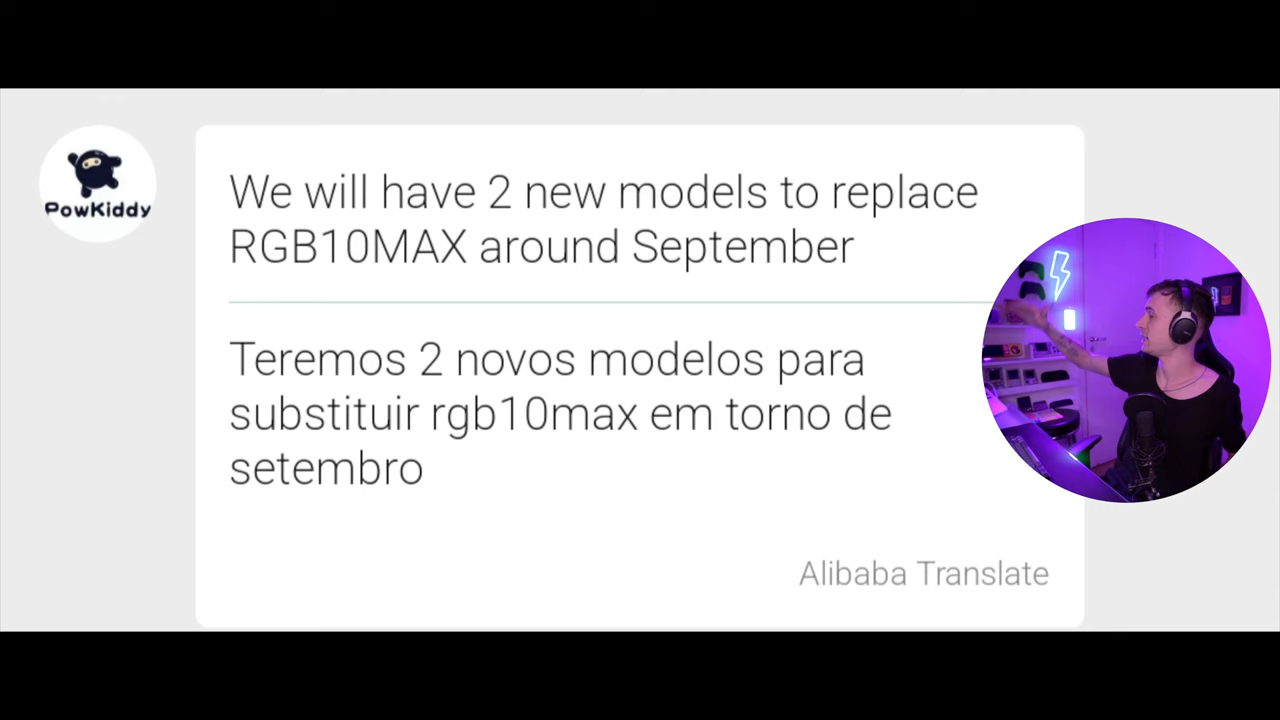 We will have 2 new models to replace
RGB10MAX around September
PowKiddy
Teremos 2 novos modelos para
substituir rgb10max em torno de
setembro
Alibaba Translate